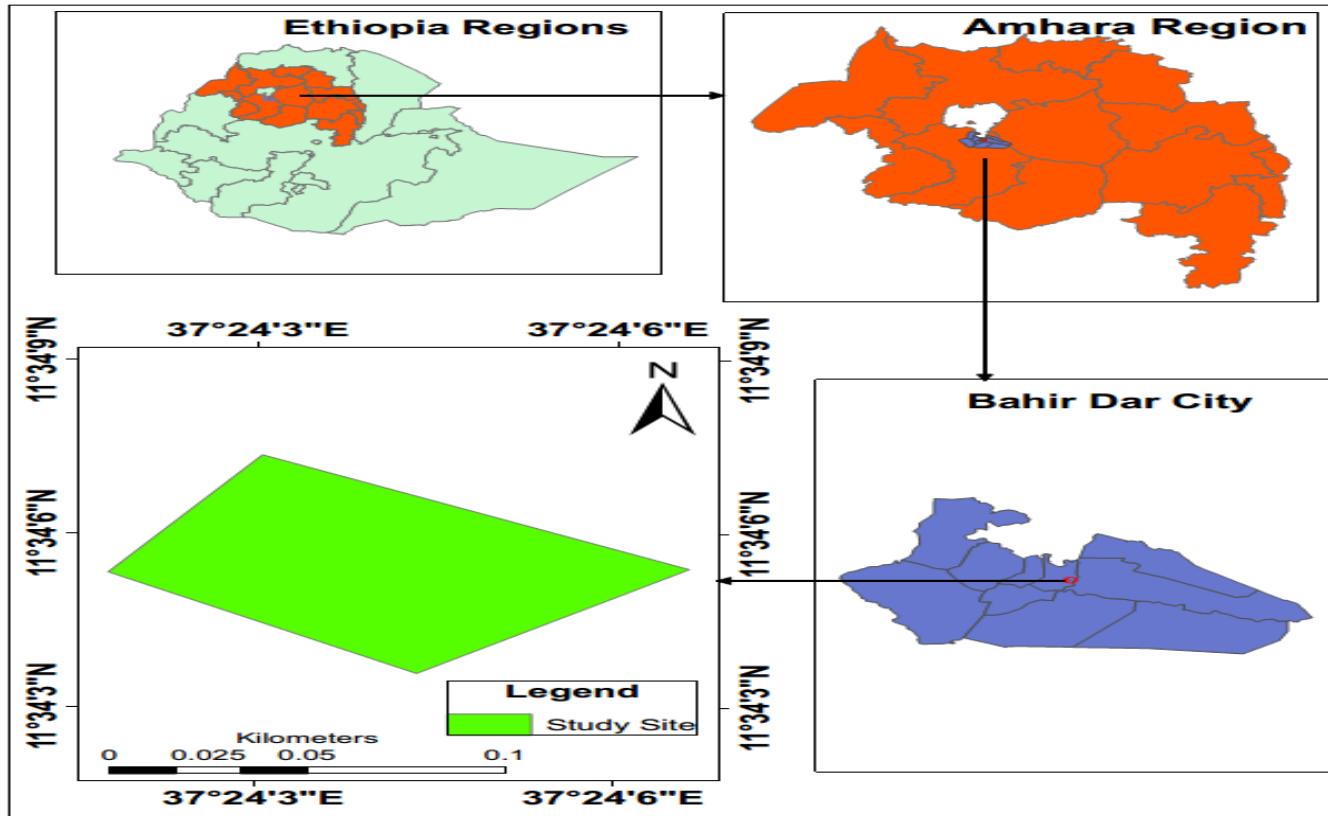 Ethiopia Regions
Amhara Region
37°24'3"E 37°24'6"E
11°34'9"N
11°34'9"N
N
Bahir Dar City
11°34'6"N
11°34'6"N
11°34'3"N
11°34'3"N
Legend
Study Site
Kilometers
0 0.025 0.05 0.1
37°24'3"E 37°24'6"E